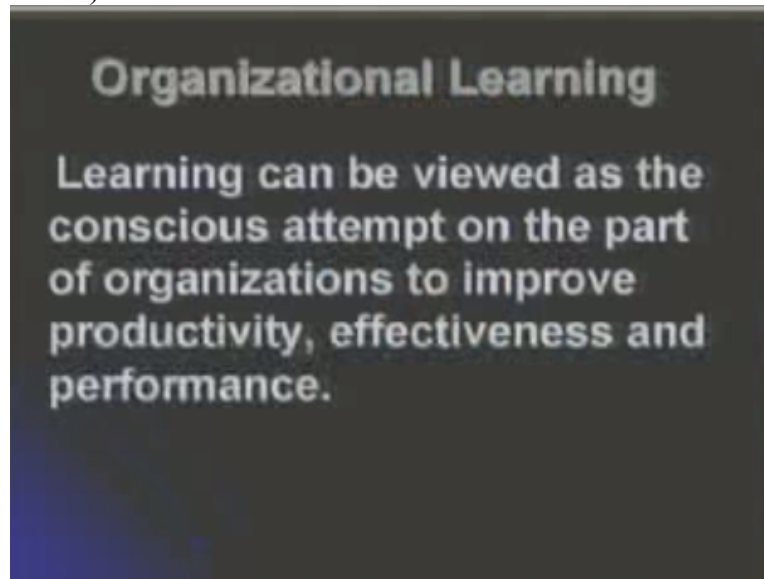 Organizational Learning
Learning can be viewed as the
conscious attempt on the part
of organizations to improve
productivity, effectiveness and
performance.